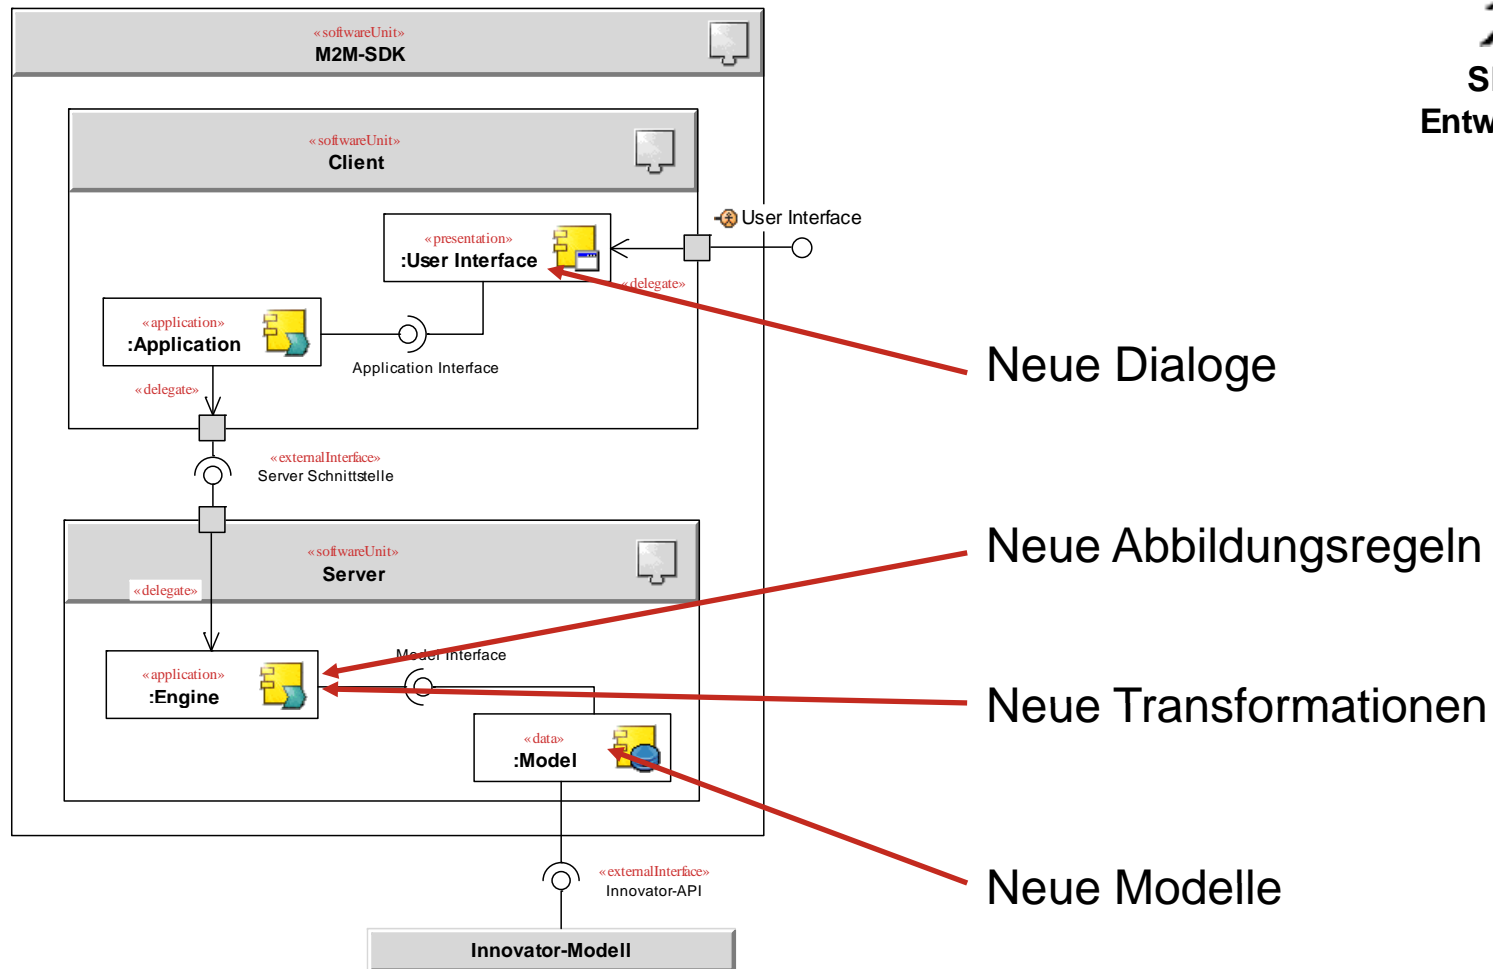 «softwareUnit»
M2M-SDK
«softwareUnit»
Client
Entw
User Interface
«presentation»
:User Interface
«delegate»
«application»
:Application
Application Interface
«delegate»
Neue Dialoge
«externalInterface»
Server Schnittstelle
«softwareUnit»
Server
«delegate»
Neue Abbildungsregeln
Model Interface
«application»
:Engine
Neue Transformationen
«data»
:Model
«externalInterface»
Innovator-API
Neue Modelle
Innovator-Modell